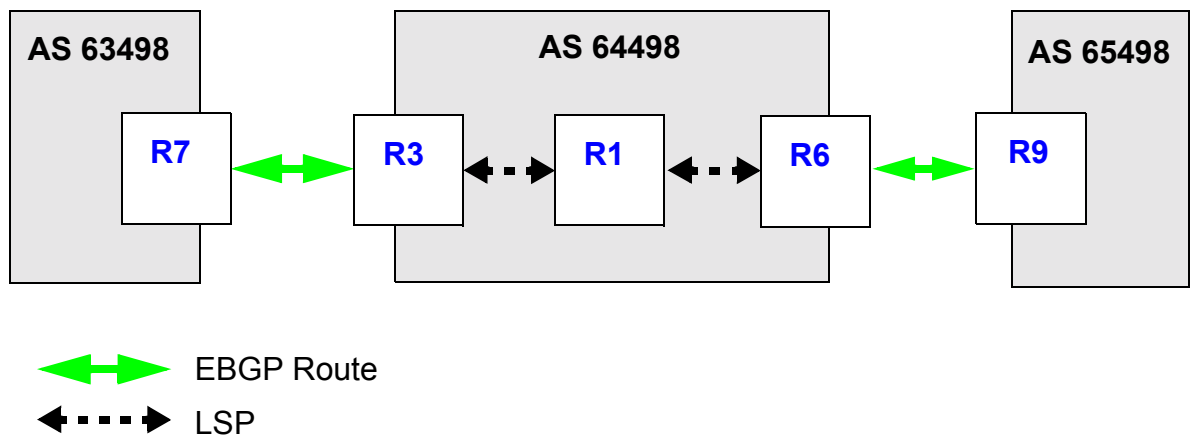 AS 63498
AS 64498
AS 65498
R7
R3
R1
R6
R9
EBGP Route
LSP